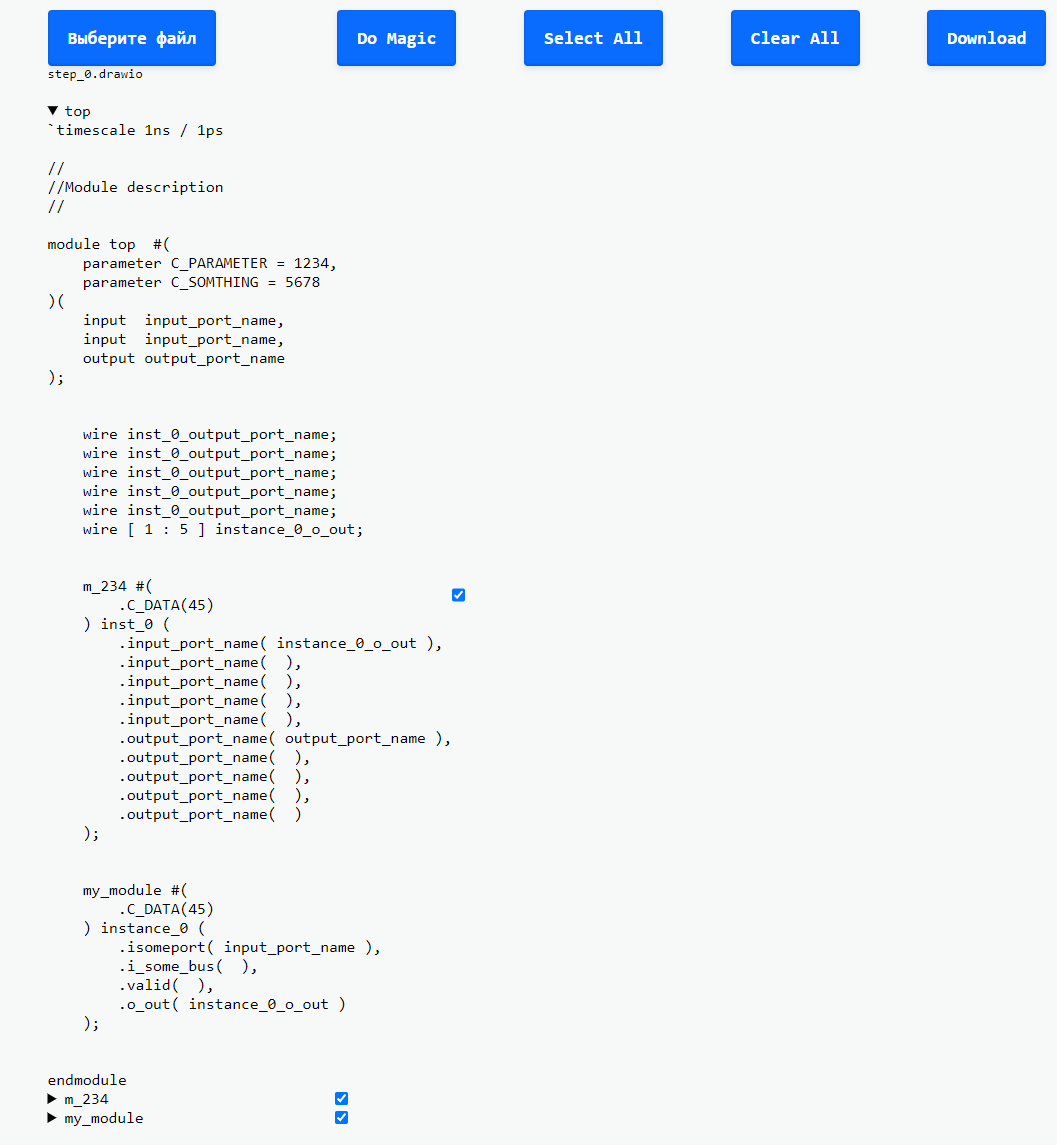 Выберите файл Do Magic Select All Clear All Download
step_0.drawio
top
`timescale 1ns / 1ps
//
//Module description
//
module top  #(
    parameter C_PARAMETER = 1234,
    parameter C_SOMTHING = 5678
)(
    input  input_port_name,
    input  input_port_name,
    output output_port_name
);
    wire inst_0_output_port_name;
    wire inst_0_output_port_name;
    wire inst_0_output_port_name;
    wire inst_0_output_port_name;
    wire inst_0_output_port_name;
    wire [ 1 : 5 ] instance_0_o_out;
    m_234 #(
        .C_DATA(45)
    ) inst_0 (
        .input_port_name( instance_0_o_out ),
        .input_port_name(  ),
        .input_port_name(  ),
        .input_port_name(  ),
        .input_port_name(  ),
        .output_port_name( output_port_name ),
        .output_port_name(  ),
        .output_port_name(  ),
        .output_port_name(  ),
        .output_port_name(  )
    );
    my_module #(
        .C_DATA(45)
    ) instance_0 (
        .isomeport( input_port_name ),
        .i_some_bus(  ),
        .valid(  ),
        .o_out( instance_0_o_out )
    );
endmodule
m_234
my_module